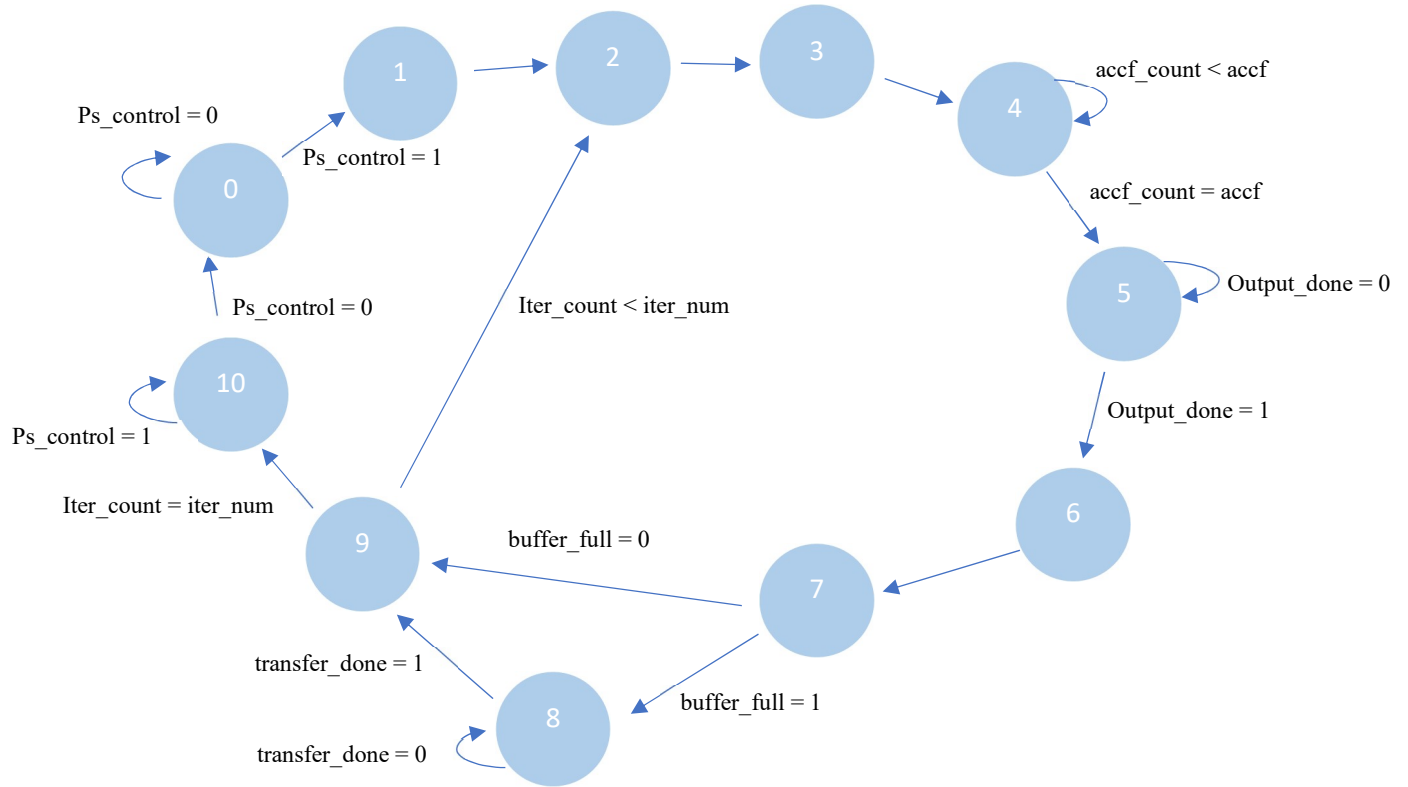 1
2
3
4
accf_count < accf
Ps_control = 0
Ps_control = 1
0
accf_count = accf
5
Output_done = 0
Ps_control = 0
Iter_count < iter_num
10
Ps_control = 1
Output_done = 1
Iter_count = iter_num
6
9
buffer_full = 0
7
transfer_done = 1
buffer_full = 1
8
transfer_done = 0